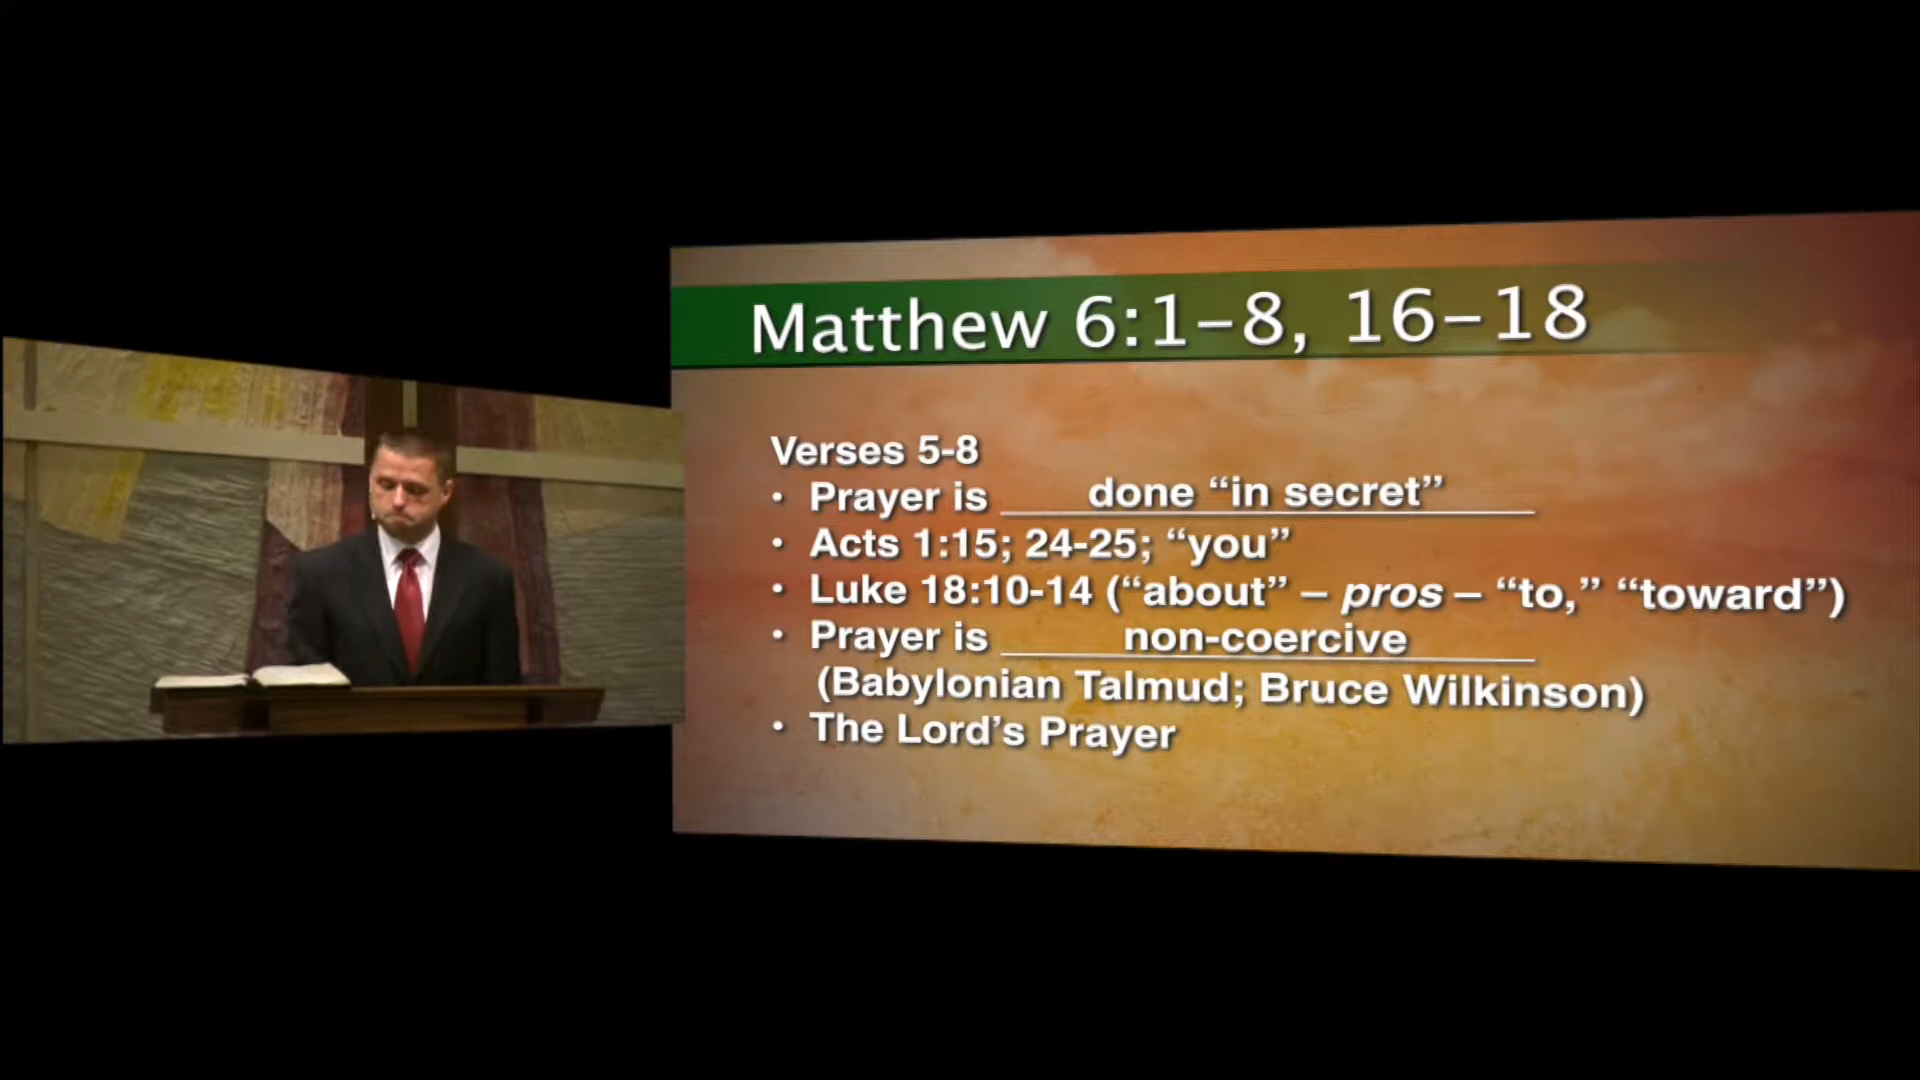 Matthew 6:1–8, 16–18
Verses 5-8
• Prayer is done “in secret”
• Acts 1:15; 24-25; “you”
• Luke 18:10-14 (“about” – pros – “to,” “toward”)
• Prayer is non-coercive
(Babylonian Talmud; Bruce Wilkinson)
• The Lord’s Prayer